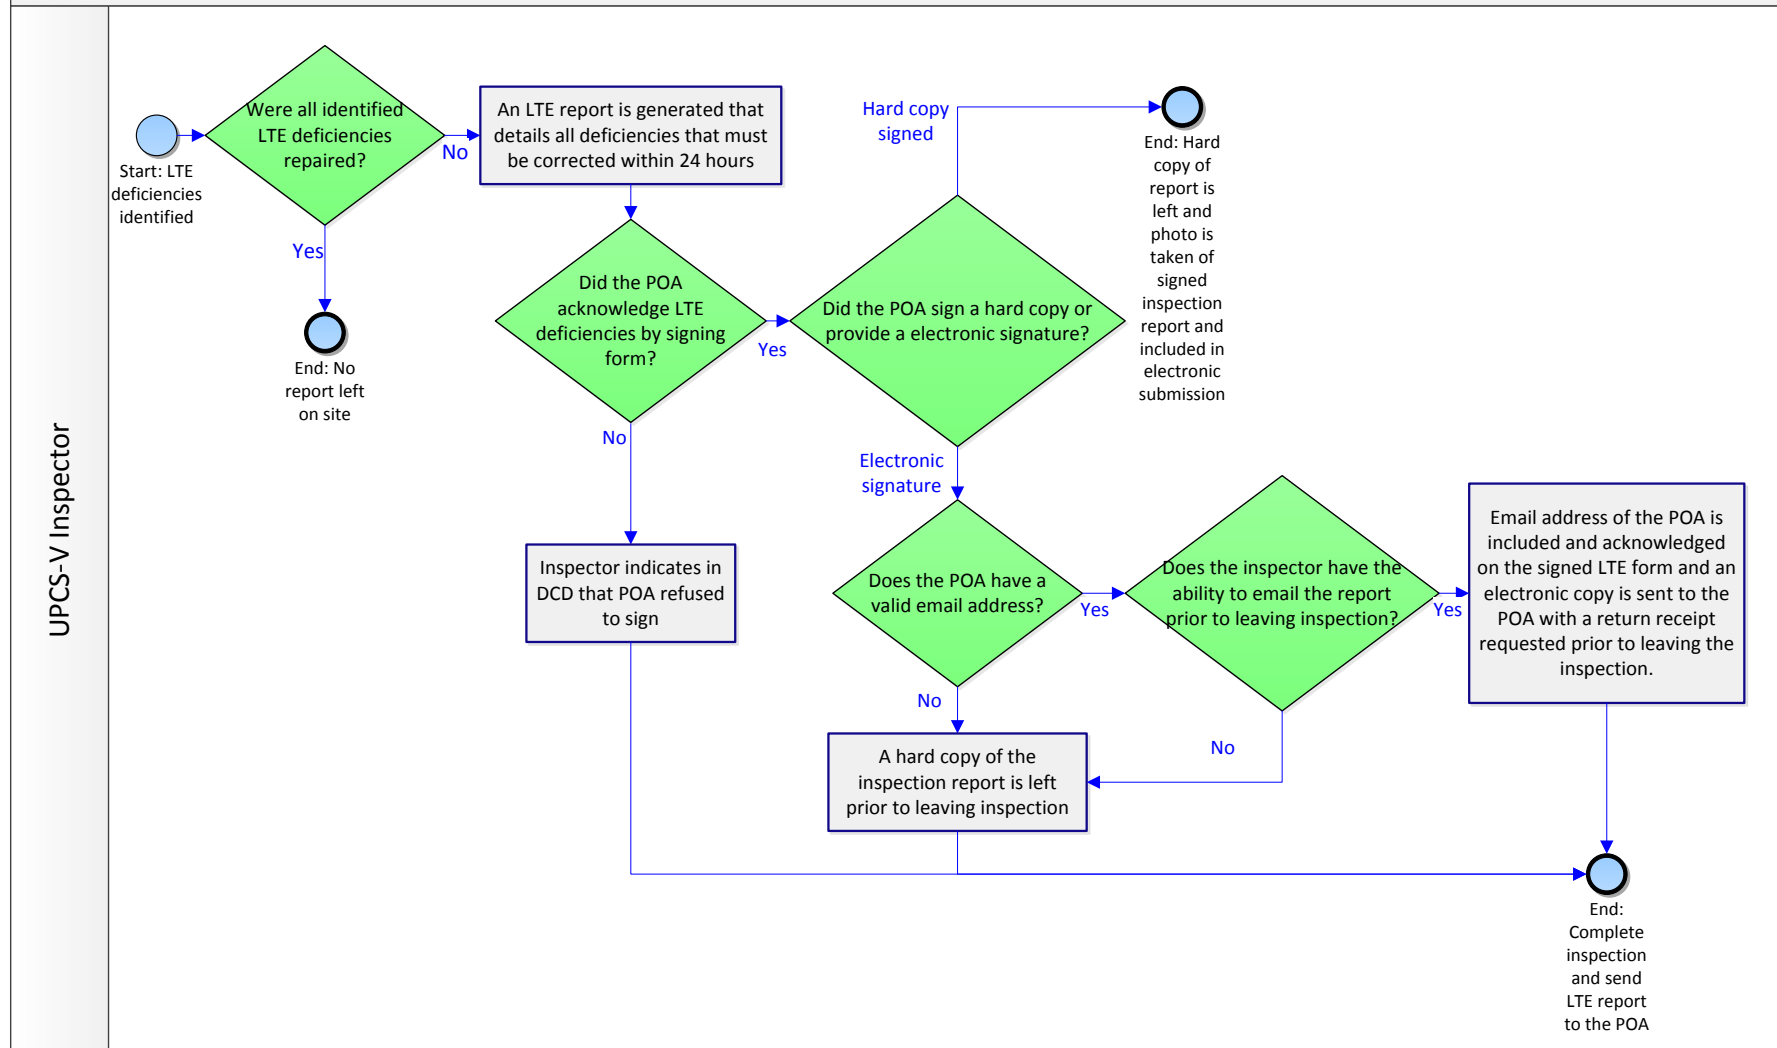 UPCS-V Inspector
Start: LTE
deficiencies
identified
Were all identified
LTE deficiencies
repaired?
No
Yes
End: No
report left
on site
An LTE report is generated that
details all deficiencies that must
be corrected within 24 hours
Did the POA
acknowledge LTE
deficiencies by signing
form?
Yes
No
Inspector indicates in
DCD that POA refused
to sign
Did the POA sign a hard copy or
provide a electronic signature?
Hard copy
signed
End: Hard
copy of
report is
left and
photo is
taken of
signed
inspection
report and
included in
electronic
submission
Electronic
signature
Does the POA have a
valid email address?
Yes
No
Does the inspector have the
ability to email the report
prior to leaving inspection?
Yes
No
Email address of the POA is
included and acknowledged
on the signed LTE form and an
electronic copy is sent to the
POA with a return receipt
requested prior to leaving the
inspection.
A hard copy of the
inspection report is left
prior to leaving inspection
End:
Complete
inspection
and send
LTE report
to the POA